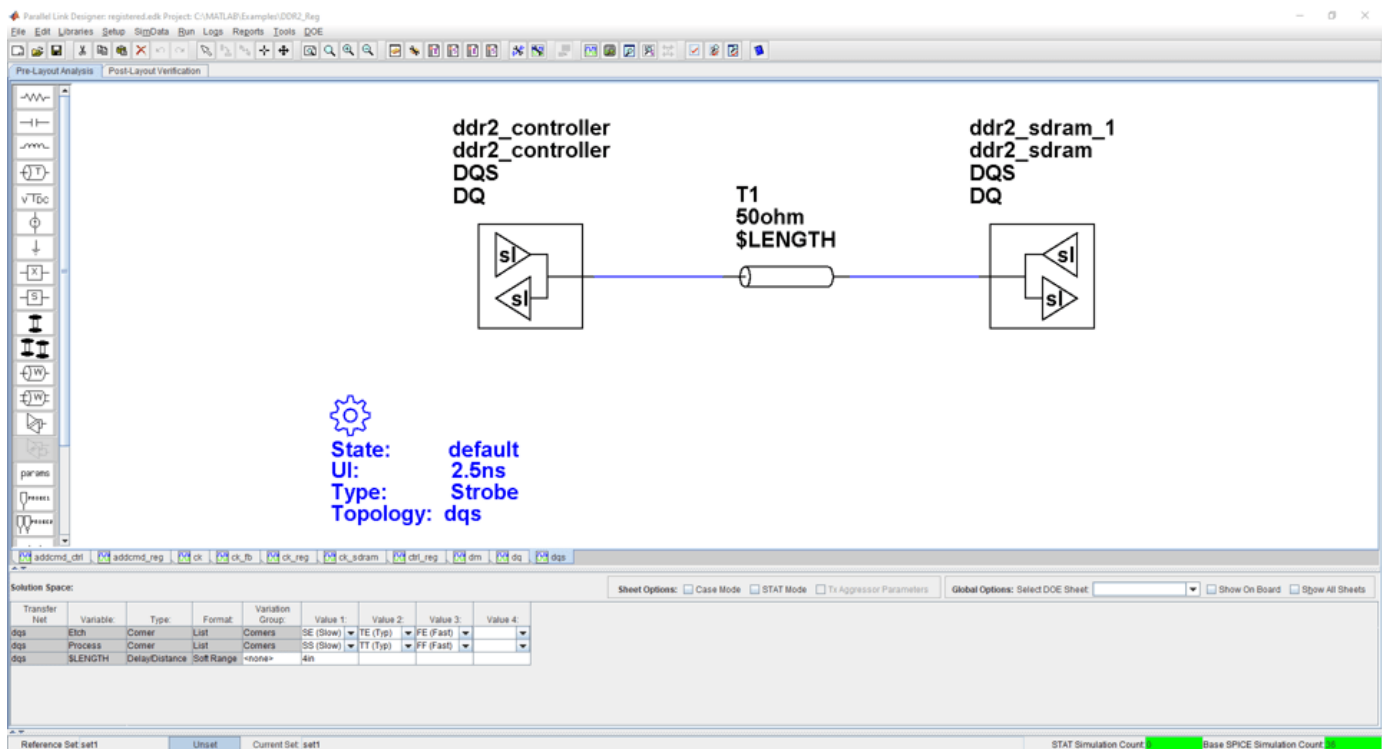 Parallel Link Designer: registered.edk Project: C:\MATLAB\Examples\DDR2_Reg
File Edit Libraries Setup SimData Run Logs Reports Tools DOE
Pre-Layout Analysis Post-Layout Verification
T
V DC
X
S
W
W
params
ddr2_controller
ddr2_controller
DQS
DQ
sl
sl
T1
50ohm
$LENGTH
ddr2_sdram_1
ddr2_sdram
DQS
DQ
sl
sl
State: default
UI: 2.5ns
Type: Strobe
Topology: dqs
addcmd_ctrl addcmd_reg ck ck_fb ck_reg ck_sdram ctrl_reg dm dq dqs
Solution Space:
Sheet Options: Case Mode STAT Mode Tx Aggressor Parameters Global Options: Select DOE Sheet: Show On Board Show All Sheets
Transfer Net Variable: Type: Format: Variation Group: Value 1: Value 2: Value 3: Value 4:
dqs Etch Corner List Corners SE (Slow) TE (Typ) FE (Fast)
dqs Process Corner List Corners SS (Slow) TT (Typ) FF (Fast)
dqs $LENGTH Delay/Distance Soft Range <none> 4in
Reference Set: set1 Unset Current Set: set1 STAT Simulation Count: Base SPICE Simulation Count: